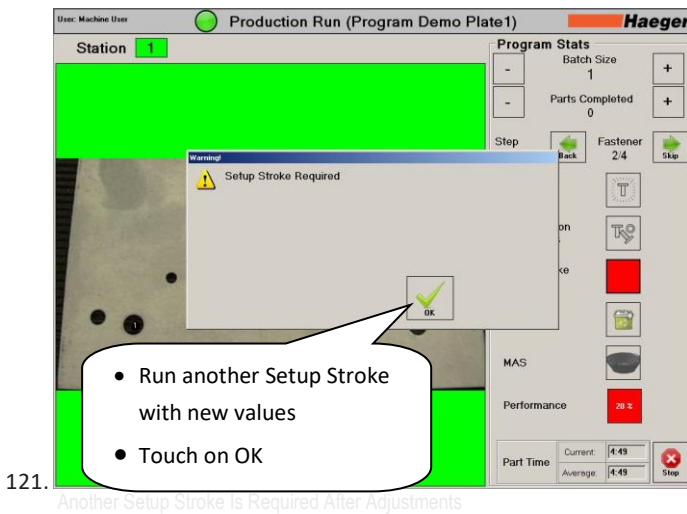 User: Machine User
Production Run (Program Demo Plate1)
Haeger
Station 1
Program Stats
Batch Size
-
1
+
Parts Completed
-
0
+
Step
Back
Fastener
2/4
Skip
Warning!
Setup Stroke Required
OK
T
on
ke
1
MAS
Performance
28 %
Part Time
Current: 4:49
Average: 4:49
Stop
• Run another Setup Stroke
with new values
• Touch on OK
121.
Another Setup Stroke Is Required After Adjustments